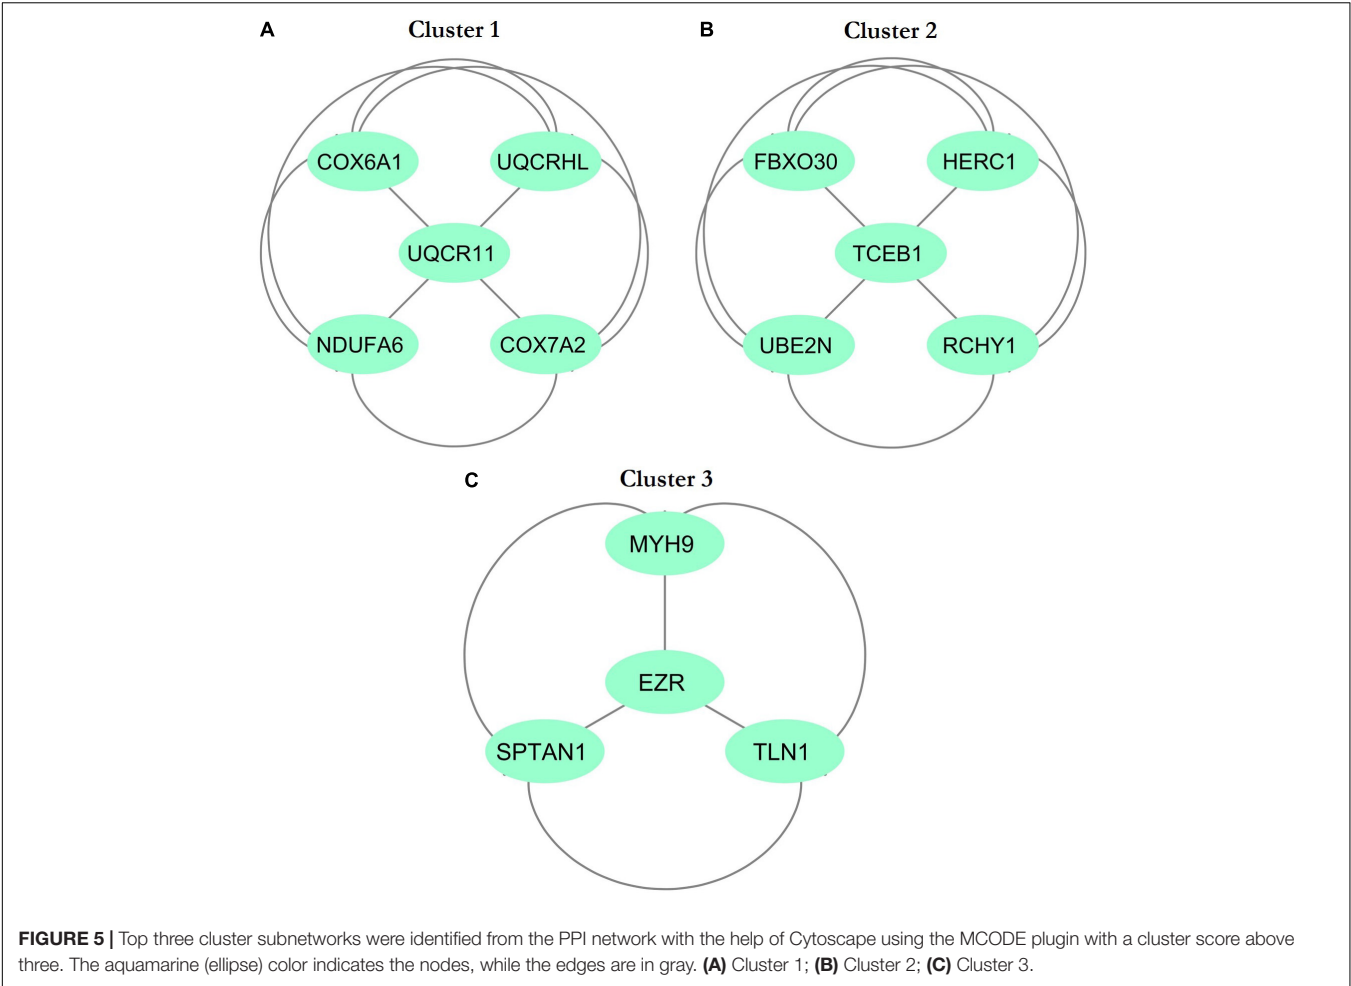 A Cluster 1
B Cluster 2
COX6A1 UQCRHL
UQCR11
NDUFA6 COX7A2
FBXO30 HERC1
TCEB1
UBE2N RCHY1
C Cluster 3
MYH9
EZR
SPTAN1 TLN1
FIGURE 5 | Top three cluster subnetworks were identified from the PPI network with the help of Cytoscape using the MCODE plugin with a cluster score above
three. The aquamarine (ellipse) color indicates the nodes, while the edges are in gray. (A) Cluster 1; (B) Cluster 2; (C) Cluster 3.